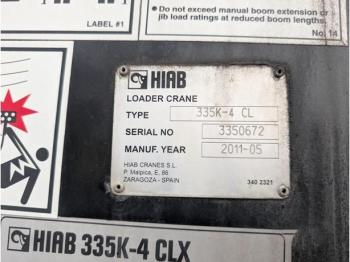 LABEL #1
Do not exceed manual boom extension or
jib load ratings at reduced boom lengths.
No. 14
HIAB
LOADER CRANE
TYPE 335K-4 CL
SERIAL NO 3350672
MANUF. YEAR 2011-05
HIAB CRANES S.L.
P. Malpica, E, 86
ZARAGOZA - SPAIN
340 2321
HIAB 335K-4 CLX